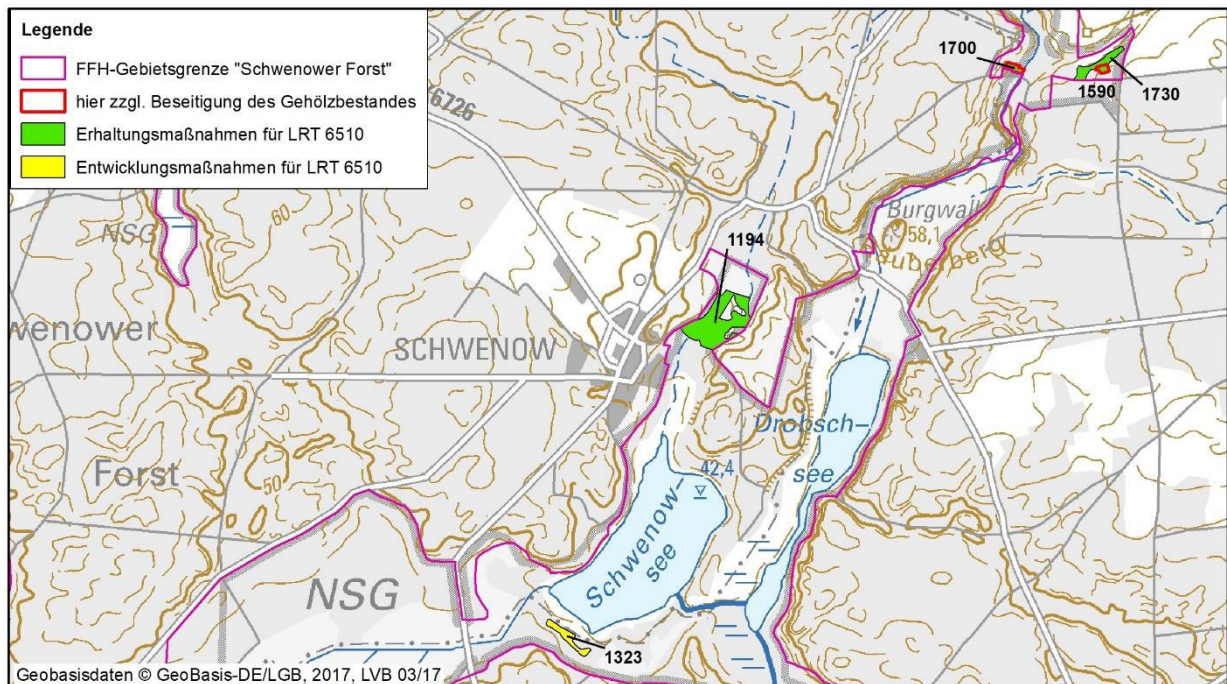 Legende
FFH-Gebietsgrenze "Schwenower Forst"
hier zzgl. Beseitigung des Gehölzbestandes
Erhaltungsmaßnahmen für LRT 6510
Entwicklungsmaßnahmen für LRT 6510
1700
1730
1590
6726
NSG
60
Burgwall
58,1
Räuberberg
1194
wenower
SCHWENOW
Drobsch-
see
Forst
50
42,4
Schwenow-
see
NSG
1323
Geobasisdaten © GeoBasis-DE/LGB, 2017, LVB 03/17